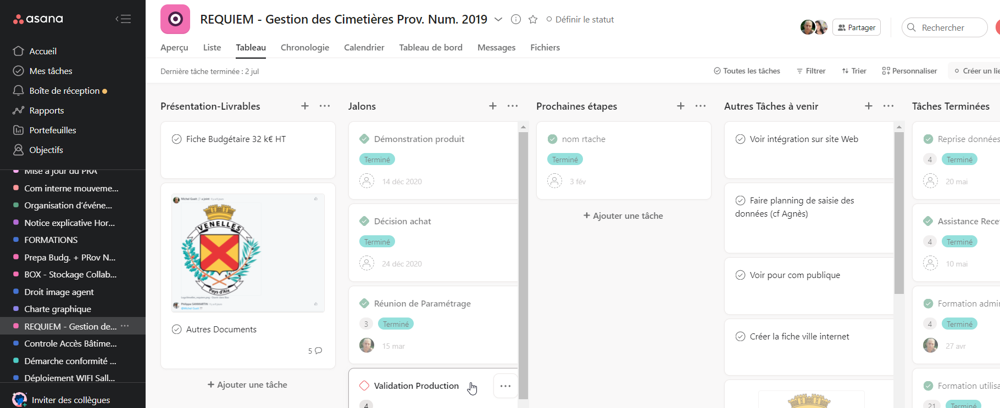 asana
Accueil
Mes tâches
Boîte de réception
Rapports
Portefeuilles
Objectifs
Mise à jour du PRA
Com interne mouveme...
Organisation d'événe...
Notice explicative Hor...
FORMATIONS
Prepa Budg. + PRov N...
BOX - Stockage Collab...
Droit image agent
Charte graphique
REQUIEM - Gestion de...
Controle Accès Bâtime...
Démarche conformité ...
Déploiement WIFI Sall...
Inviter des collègues
REQUIEM - Gestion des Cimetières Prov. Num. 2019
Définir le statut
Partager
Rechercher
Aperçu
Liste
Tableau
Chronologie
Calendrier
Tableau de bord
Messages
Fichiers
Dernière tâche terminée : 2 jul
Toutes les tâches
Filtrer
Trier
Personnaliser
Créer un lie
Présentation-Livrables
Fiche Budgétaire 32 k€ HT
Michel Guait a joint
VENELLES
Pays d'Aix
Philippe SANMARTIN
Autres Documents
5
+ Ajouter une tâche
Jalons
Démonstration produit
Terminé
14 déc 2020
Décision achat
Terminé
24 déc 2020
Réunion de Paramétrage
3 Terminé
15 mar
Validation Production
4
Prochaines étapes
nom rtache
Terminé
3 fév
+ Ajouter une tâche
Autres Tâches à venir
Voir intégration sur site Web
Faire planning de saisie des
données (cf Agnès)
Voir pour com publique
Créer la fiche ville internet
Tâches Terminées
Reprise données
4 Terminé
20 mai
Assistance Rece
4 Terminé
10 mai
Formation admi
4 Terminé
27 avr
Formation utilisa
21 Terminé